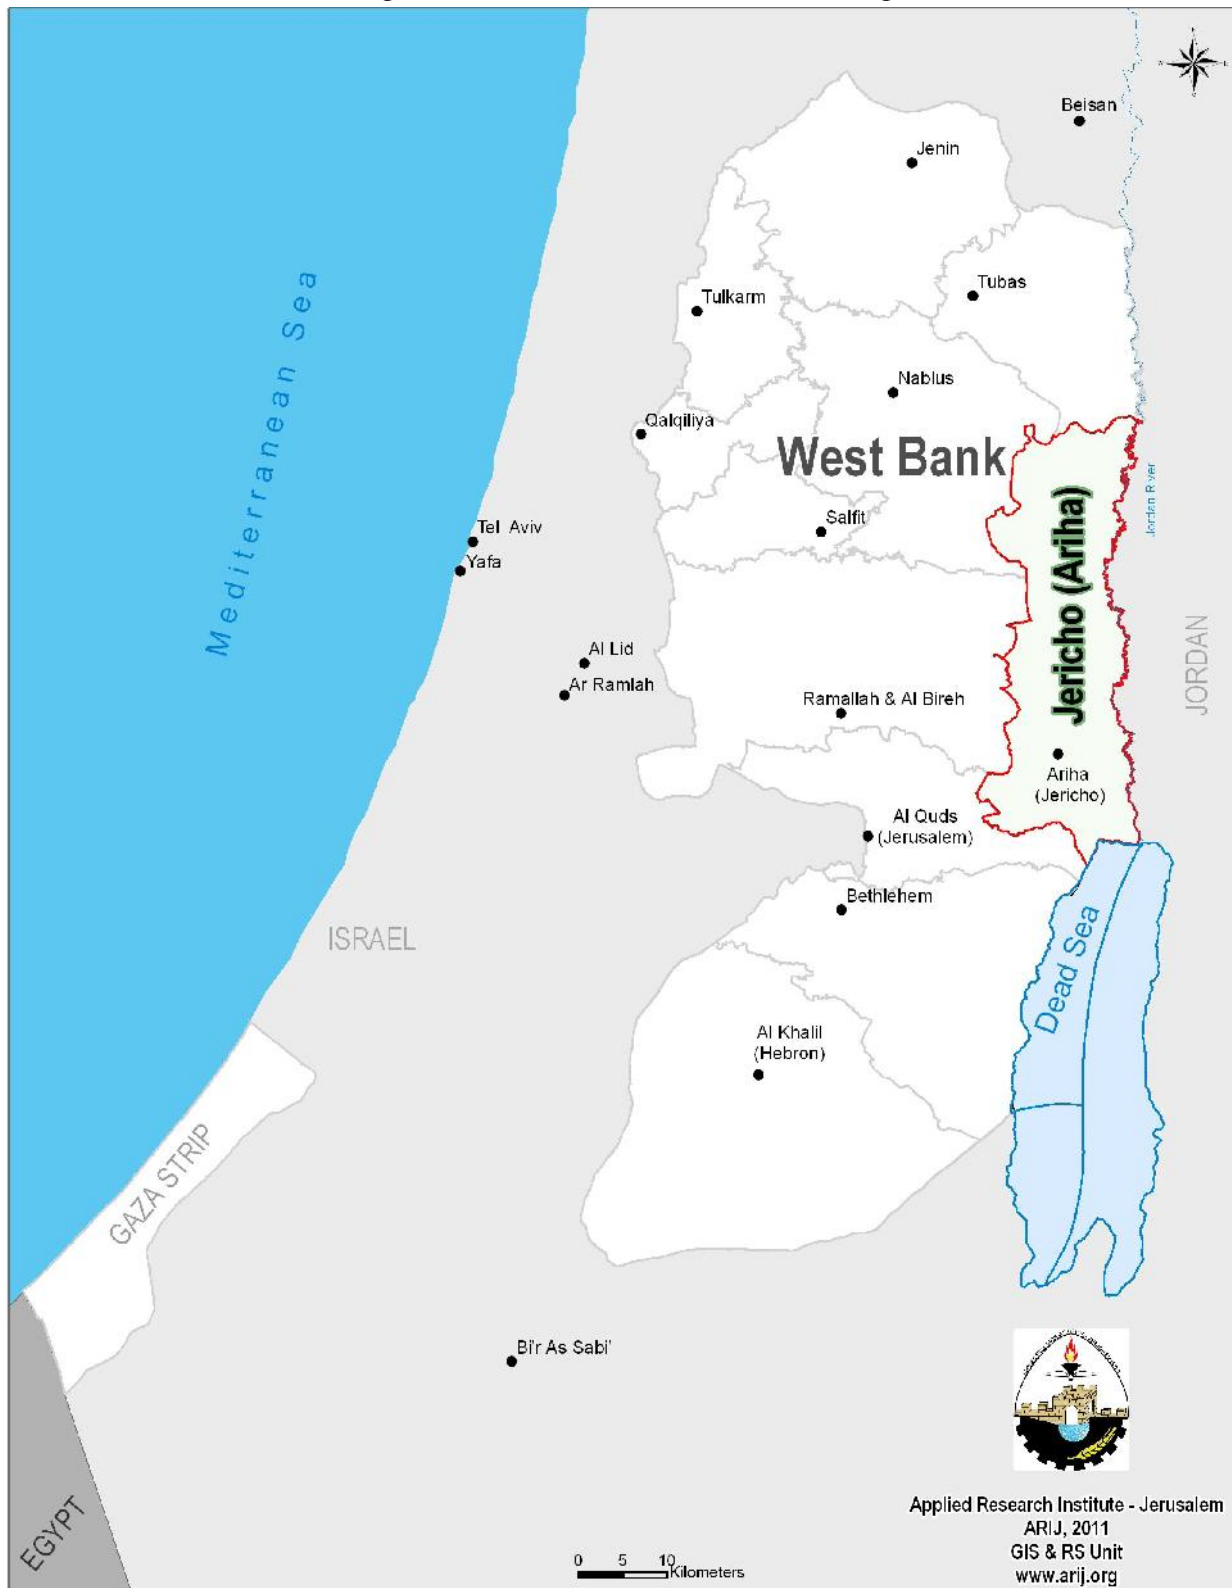 Beisan
Jenin
Tubas
Tulkarm
Nablus
Qalqiliya
West Bank
Salfit
Tel Aviv
Yafa
Mediterranean Sea
Jericho (Ariha)
Jordan River
JORDAN
Al Lid
Ar Ramlah
Ramallah & Al Bireh
Ariha
(Jericho)
Al Quds
(Jerusalem)
Bethlehem
ISRAEL
Dead Sea
Al Khalil
(Hebron)
GAZA STRIP
Bi'r As Sabi'
EGYPT
Applied Research Institute - Jerusalem
ARIJ, 2011
GIS & RS Unit
www.arij.org
0 5 10
Kilometers